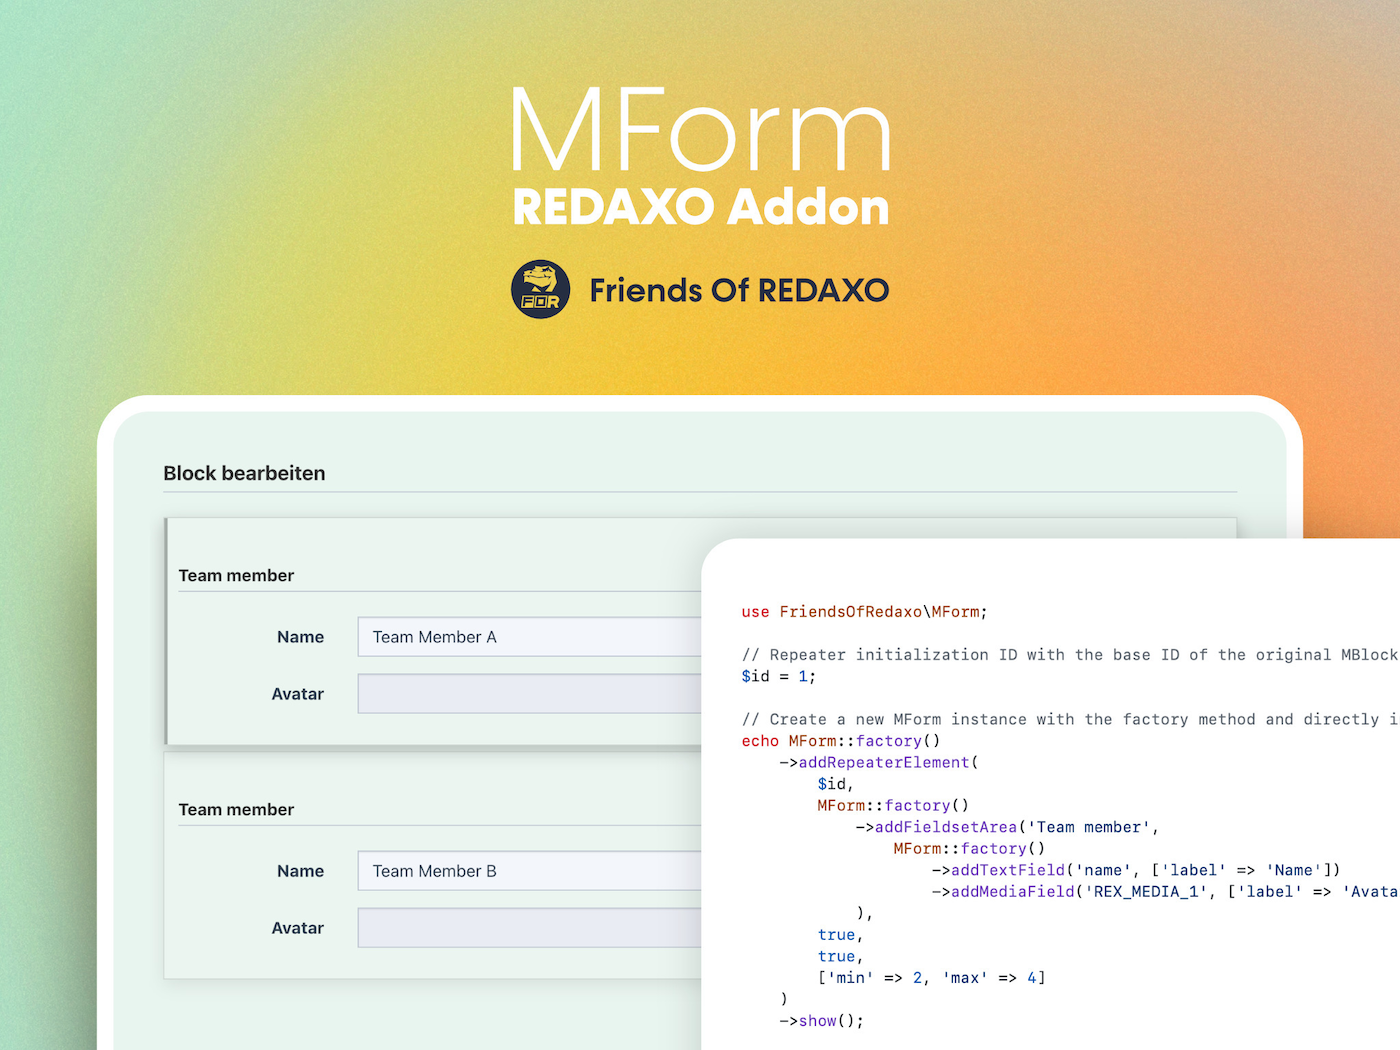 MForm
REDAXO Addon
FOR
Friends Of REDAXO
Block bearbeiten
Team member
Name
Team Member A
Avatar
Team member
Name
Team Member B
Avatar
use FriendsOfRedaxo\MForm;
// Repeater initialization ID with the base ID of the original MBlock
$id = 1;
// Create a new MForm instance with the factory method and directly i
echo MForm::factory()
    ->addRepeaterElement(
        $id,
        MForm::factory()
            ->addFieldsetArea('Team member',
                MForm::factory()
                    ->addTextField('name', ['label' => 'Name'])
                    ->addMediaField('REX_MEDIA_1', ['label' => 'Avata
            ),
        true,
        true,
        ['min' => 2, 'max' => 4]
    )
    ->show();